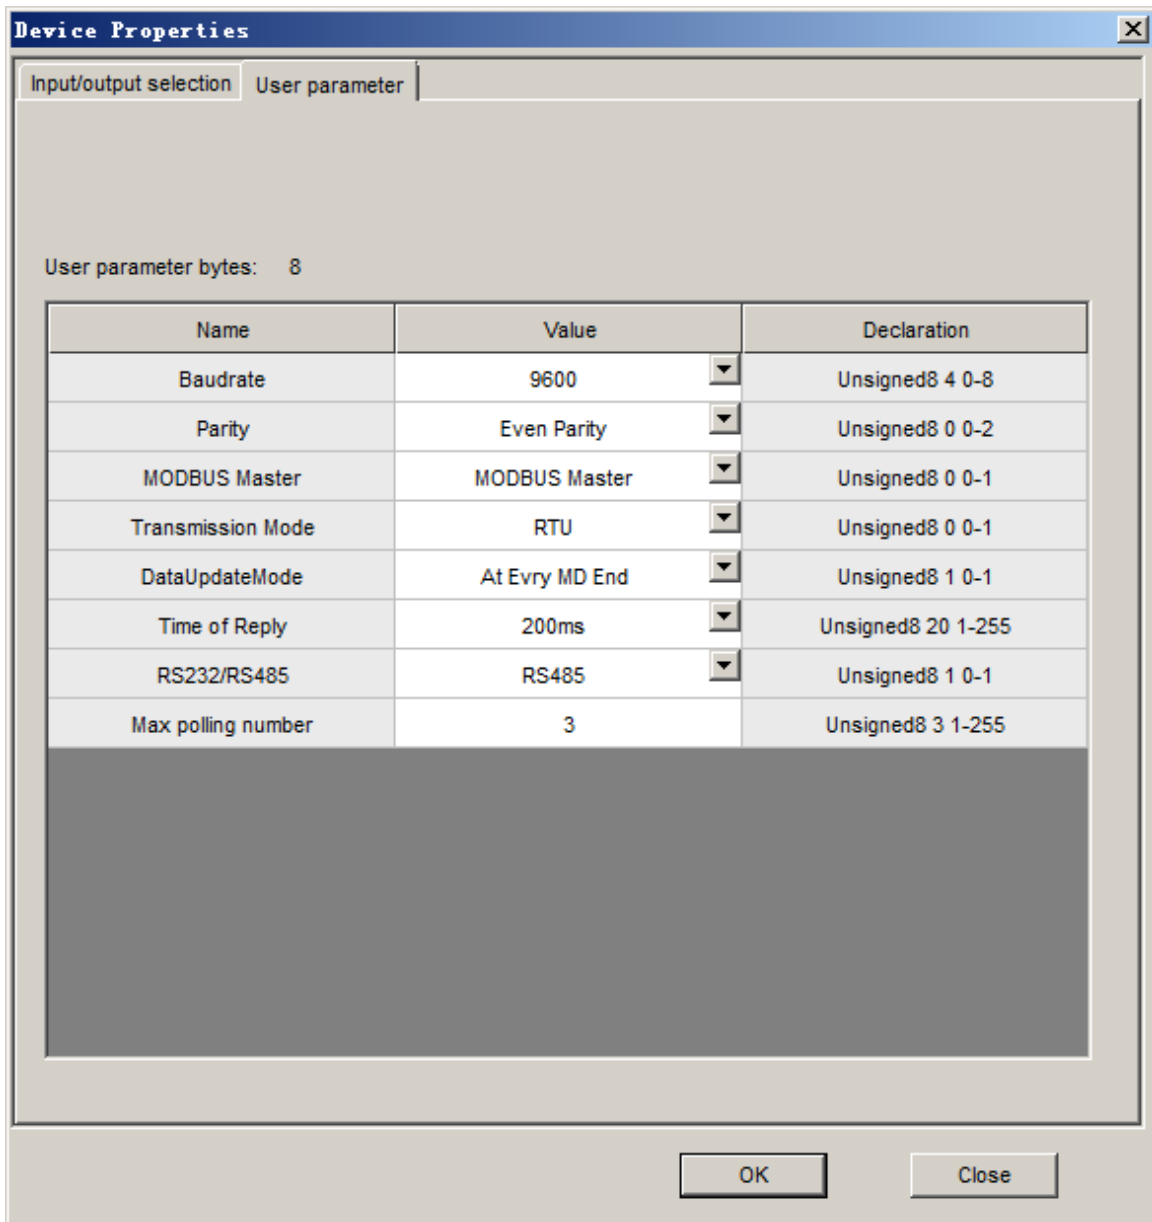 Device Properties
Input/output selection User parameter
User parameter bytes: 8
Name Value Declaration
Baudrate 9600 Unsigned8 4 0-8
Parity Even Parity Unsigned8 0 0-2
MODBUS Master MODBUS Master Unsigned8 0 0-1
Transmission Mode RTU Unsigned8 0 0-1
DataUpdateMode At Evry MD End Unsigned8 1 0-1
Time of Reply 200ms Unsigned8 20 1-255
RS232/RS485 RS485 Unsigned8 1 0-1
Max polling number 3 Unsigned8 3 1-255
OK Close